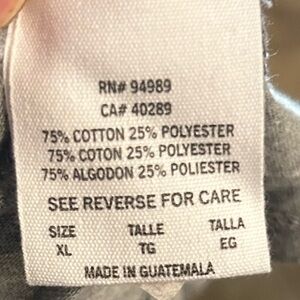 RN# 94989
CA# 40289
75% COTTON 25% POLYESTER
75% COTON 25% POLYESTER
75% ALGODON 25% POLIESTER
SEE REVERSE FOR CARE
SIZE TALLE TALLA
XL TG EG
MADE IN GUATEMALA